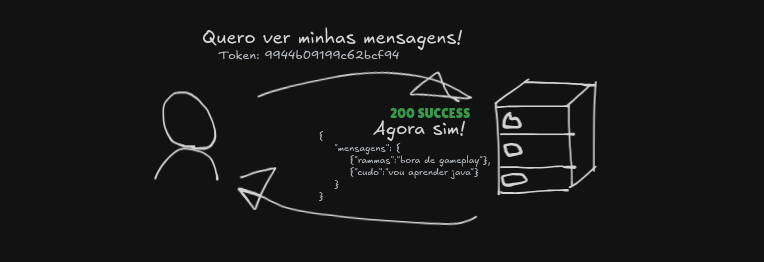 Quero ver minhas mensagens!
Token: 9944b09199c62bcf94
200 SUCCESS
Agora sim!
{
"mensagens": {
{"rammas":"bora de gameplay"},
{"cudo":"vou aprender java"}
}
}